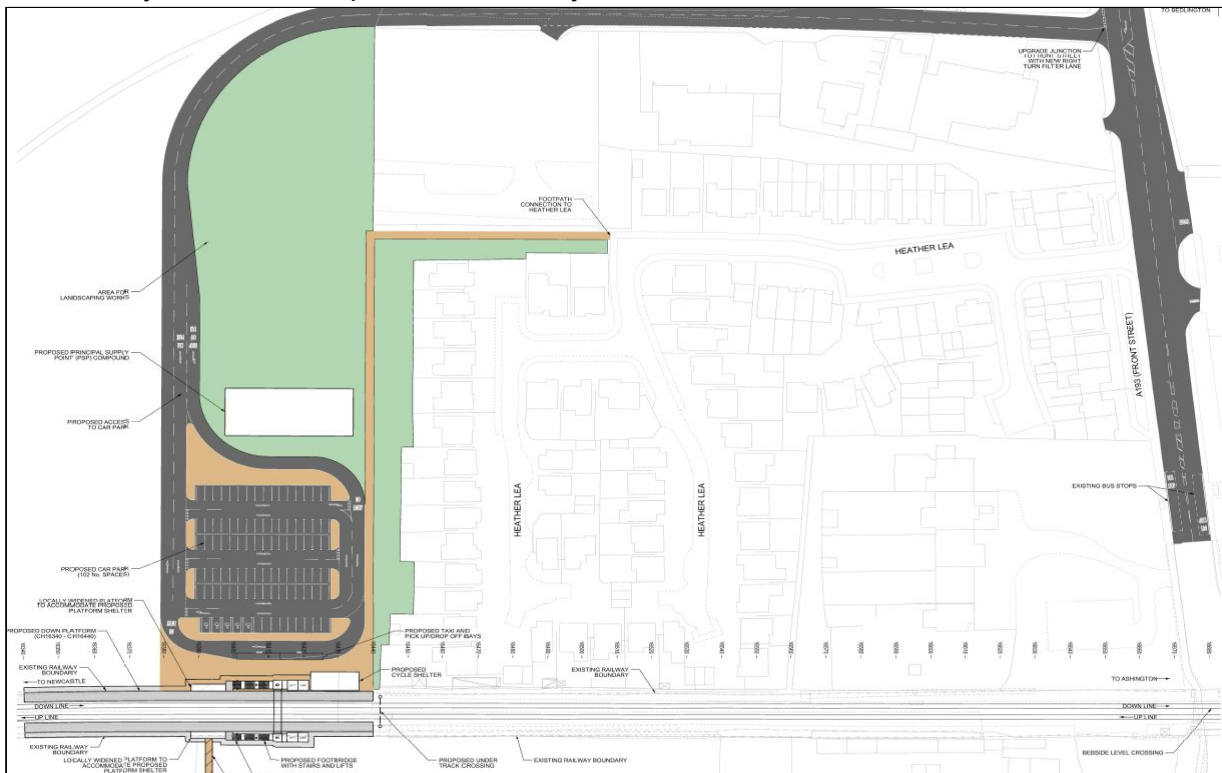 TO BEDLINGTON
UPGRADE JUNCTION
TO FRONT STREET
WITH NEW RIGHT
TURN FILTER LANE
FOOTPATH
CONNECTION TO
HEATHER LEA
HEATHER LEA
AREA FOR
LANDSCAPING WORKS
PROPOSED PRINCIPAL SUPPLY
POINT (PSP) COMPOUND
A193 (FRONT STREET)
PROPOSED ACCESS
TO CAR PARK
EXISTING BUS STOPS
HEATHER LEA
HEATHER LEA
PROPOSED CAR PARK
(102 No. SPACES)
LOCALLY WIDENED PLATFORM
TO ACCOMMODATE PROPOSED
PLATFORM SHELTER
PROPOSED DOWN PLATFORM
(CH16340 - CH16440)
PROPOSED TAXI AND
PICK UP/DROP OFF BAYS
EXISTING RAILWAY
BOUNDARY
TO NEWCASTLE
PROPOSED
CYCLE SHELTER
EXISTING RAILWAY
BOUNDARY
TO ASHINGTON
DOWN LINE
DOWN LINE
UP LINE
UP LINE
EXISTING RAILWAY
BOUNDARY
LOCALLY WIDENED PLATFORM TO
ACCOMMODATE PROPOSED
PLATFORM SHELTER
PROPOSED FOOTBRIDGE
WITH STAIRS AND LIFTS
PROPOSED UNDER
TRACK CROSSING
EXISTING RAILWAY BOUNDARY
BEBSIDE LEVEL CROSSING